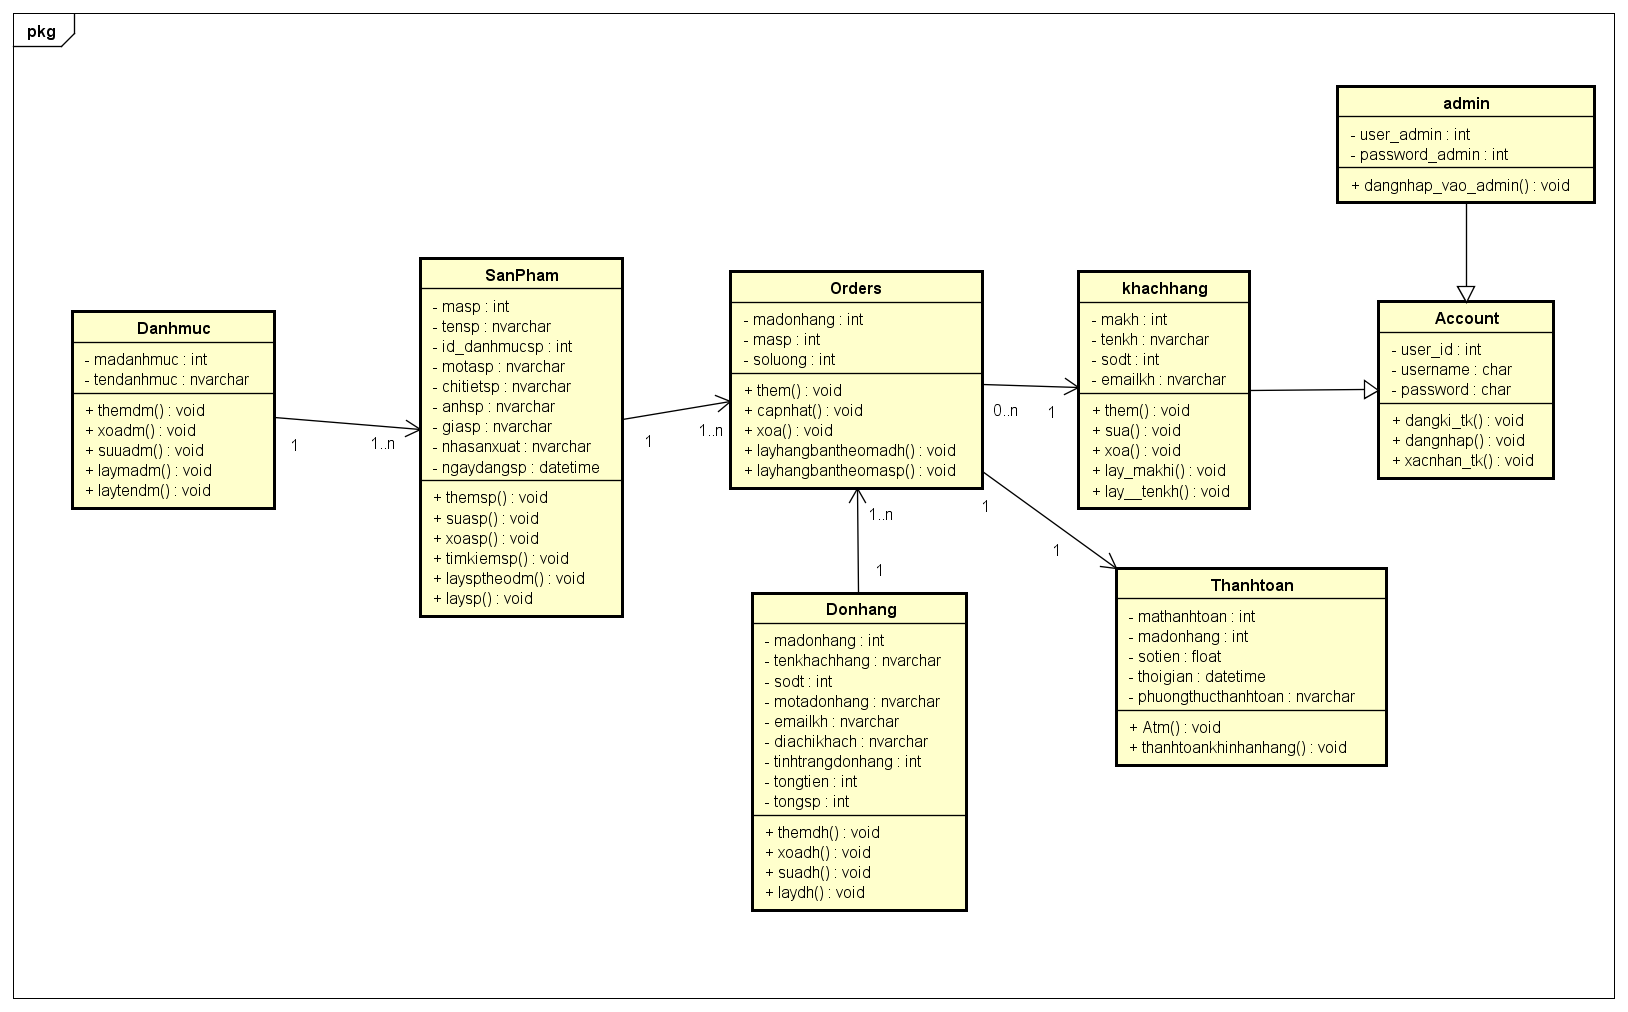 pkg
admin
- user_admin : int
- password_admin : int
+ dangnhap_vao_admin() : void
Danhmuc
- madanhmuc : int
- tendanhmuc : nvarchar
+ themdm() : void
+ xoadm() : void
+ suuadm() : void
+ laymadm() : void
+ laytendm() : void
1
1..n
SanPham
- masp : int
- tensp : nvarchar
- id_danhmucsp : int
- motasp : nvarchar
- chitietsp : nvarchar
- anhsp : nvarchar
- giasp : nvarchar
- nhasanxuat : nvarchar
- ngaydangsp : datetime
+ themsp() : void
+ suasp() : void
+ xoasp() : void
+ timkiemsp() : void
+ laysptheodm() : void
+ laysp() : void
1
1..n
Orders
- madonhang : int
- masp : int
- soluong : int
+ them() : void
+ capnhat() : void
+ xoa() : void
+ layhangbantheomadh() : void
+ layhangbantheomasp() : void
0..n
1
khachhang
- makh : int
- tenkh : nvarchar
- sodt : int
- emailkh : nvarchar
+ them() : void
+ sua() : void
+ xoa() : void
+ lay_makhi() : void
+ lay__tenkh() : void
Account
- user_id : int
- username : char
- password : char
+ dangki_tk() : void
+ dangnhap() : void
+ xacnhan_tk() : void
1..n
1
1
1
Donhang
- madonhang : int
- tenkhachhang : nvarchar
- sodt : int
- motadonhang : nvarchar
- emailkh : nvarchar
- diachikhach : nvarchar
- tinhtrangdonhang : int
- tongtien : int
- tongsp : int
+ themdh() : void
+ xoadh() : void
+ suadh() : void
+ laydh() : void
Thanhtoan
- mathanhtoan : int
- madonhang : int
- sotien : float
- thoigian : datetime
- phuongthucthanhtoan : nvarchar
+ Atm() : void
+ thanhtoankhinhanhang() : void